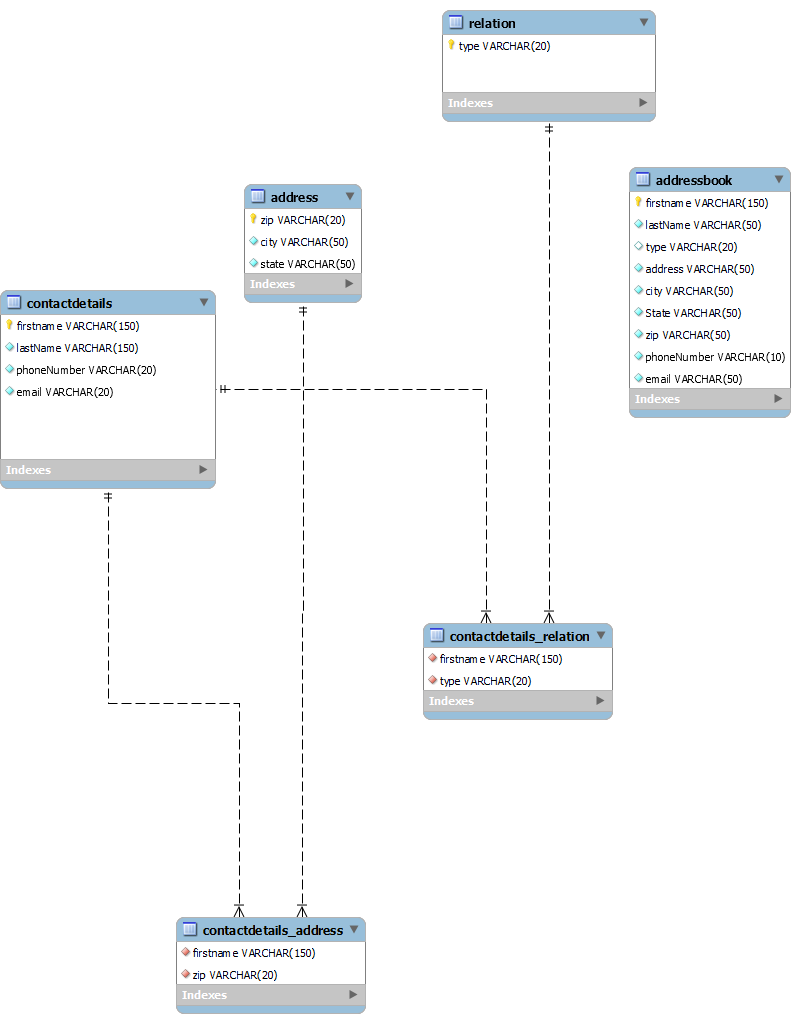 relation
type VARCHAR(20)
Indexes
addressbook
firstname VARCHAR(150)
lastName VARCHAR(50)
type VARCHAR(20)
address VARCHAR(50)
city VARCHAR(50)
State VARCHAR(50)
zip VARCHAR(50)
phoneNumber VARCHAR(10)
email VARCHAR(50)
Indexes
address
zip VARCHAR(20)
city VARCHAR(50)
state VARCHAR(50)
Indexes
contactdetails
firstname VARCHAR(150)
lastName VARCHAR(150)
phoneNumber VARCHAR(20)
email VARCHAR(20)
Indexes
contactdetails_relation
firstname VARCHAR(150)
type VARCHAR(20)
Indexes
contactdetails_address
firstname VARCHAR(150)
zip VARCHAR(20)
Indexes